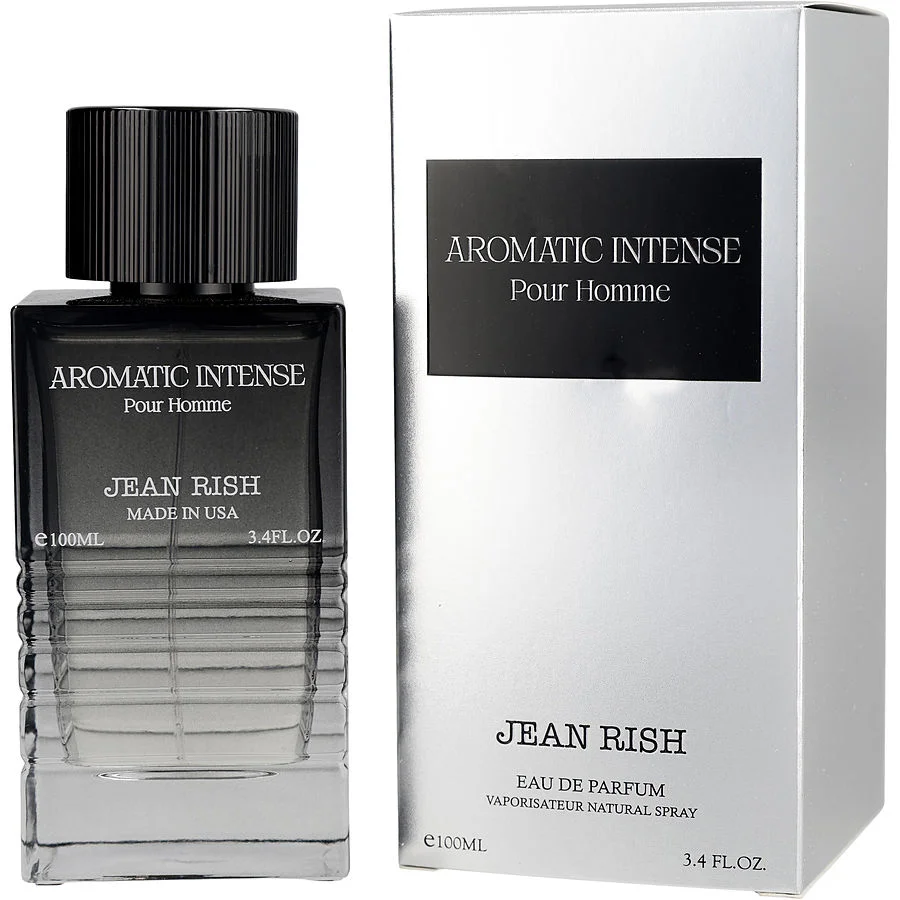 AROMATIC INTENSE
Pour Homme
JEAN RISH
MADE IN USA
℮100ML 3.4FL.OZ.
AROMATIC INTENSE
Pour Homme
JEAN RISH
EAU DE PARFUM
VAPORISATEUR NATURAL SPRAY
℮100ML
3.4 FL.OZ.